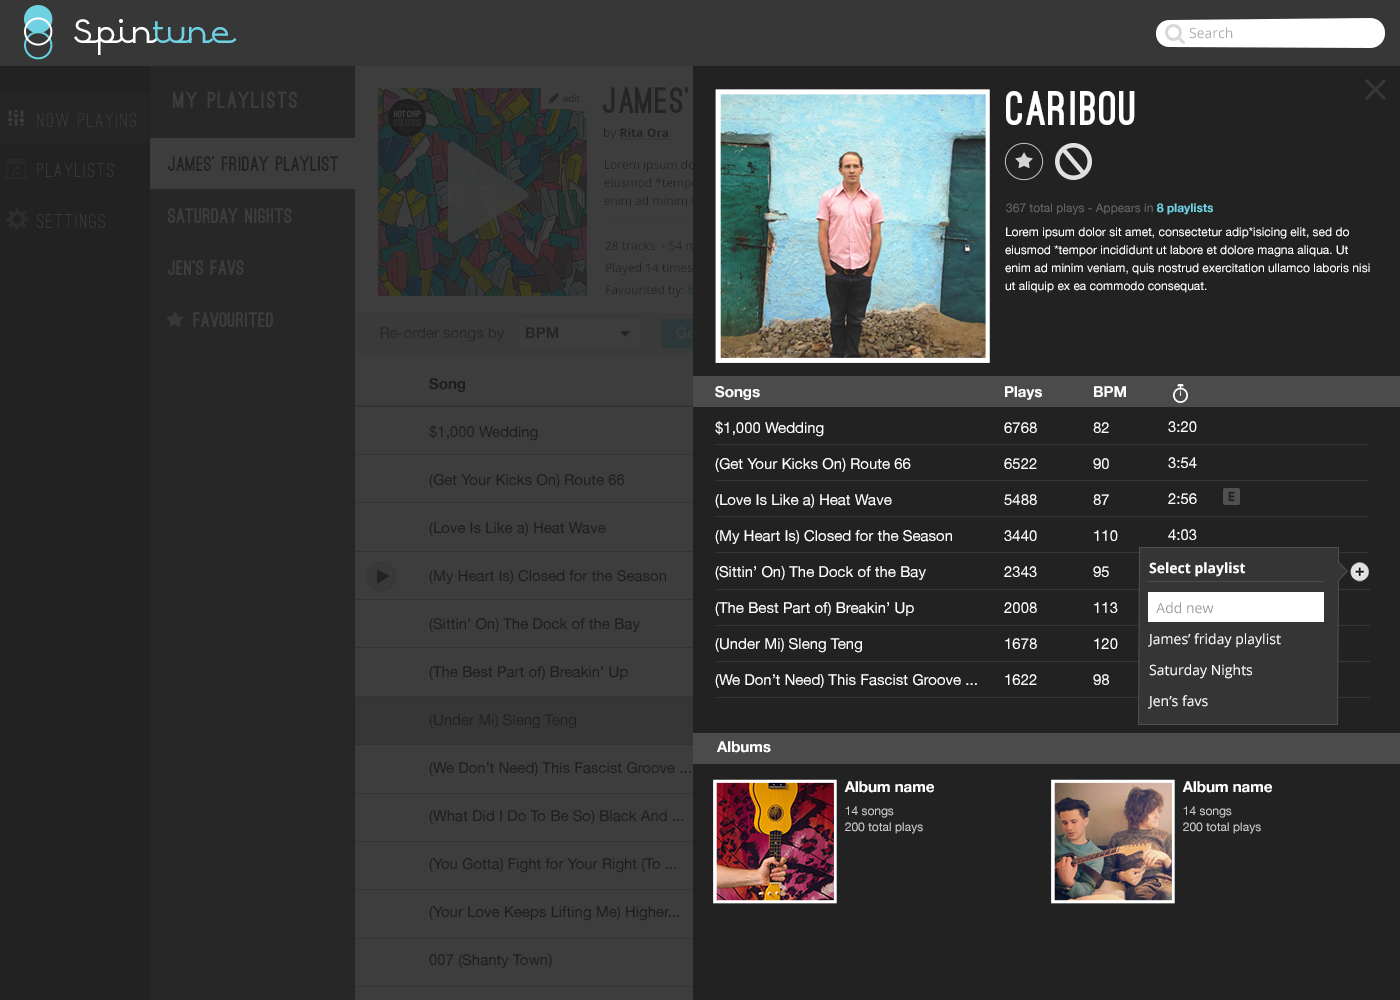 Spintune
Search
NOW PLAYING
PLAYLISTS
SETTINGS
MY PLAYLISTS
JAMES' FRIDAY PLAYLIST
SATURDAY NIGHTS
JEN'S FAVS
FAVOURITED
HOT CHIP
edit
JAMES'
by Rita Ora
Lorem ipsum do
eiusmod *tempo
enim ad minim v
28 tracks - 54 m
Played 14 times
Favourited by:
Re-order songs by
BPM
Go
Song
$1,000 Wedding
(Get Your Kicks On) Route 66
(Love Is Like a) Heat Wave
(My Heart Is) Closed for the Season
(Sittin' On) The Dock of the Bay
(The Best Part of) Breakin' Up
(Under Mi) Sleng Teng
(We Don't Need) This Fascist Groove ...
(What Did I Do To Be So) Black And ...
(You Gotta) Fight for Your Right (To ...
(Your Love Keeps Lifting Me) Higher...
007 (Shanty Town)
CARIBOU
367 total plays - Appears in 8 playlists
Lorem ipsum dolor sit amet, consectetur adip*isicing elit, sed do
eiusmod *tempor incididunt ut labore et dolore magna aliqua. Ut
enim ad minim veniam, quis nostrud exercitation ullamco laboris nisi
ut aliquip ex ea commodo consequat.
Songs Plays BPM
$1,000 Wedding 6768 82 3:20
(Get Your Kicks On) Route 66 6522 90 3:54
(Love Is Like a) Heat Wave 5488 87 2:56 E
(My Heart Is) Closed for the Season 3440 110 4:03
(Sittin' On) The Dock of the Bay 2343 95
(The Best Part of) Breakin' Up 2008 113
(Under Mi) Sleng Teng 1678 120
(We Don't Need) This Fascist Groove ... 1622 98
Select playlist
Add new
James' friday playlist
Saturday Nights
Jen's favs
Albums
Album name
14 songs
200 total plays
Album name
14 songs
200 total plays